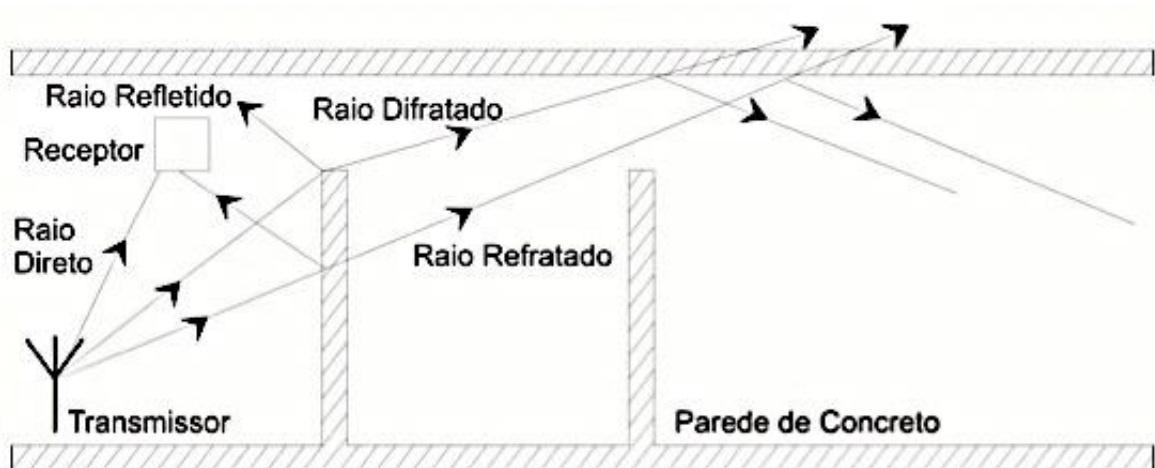 Raio Refletido
Raio Difratado
Receptor
Raio
Direto
Raio Refratado
Transmissor
Parede de Concreto